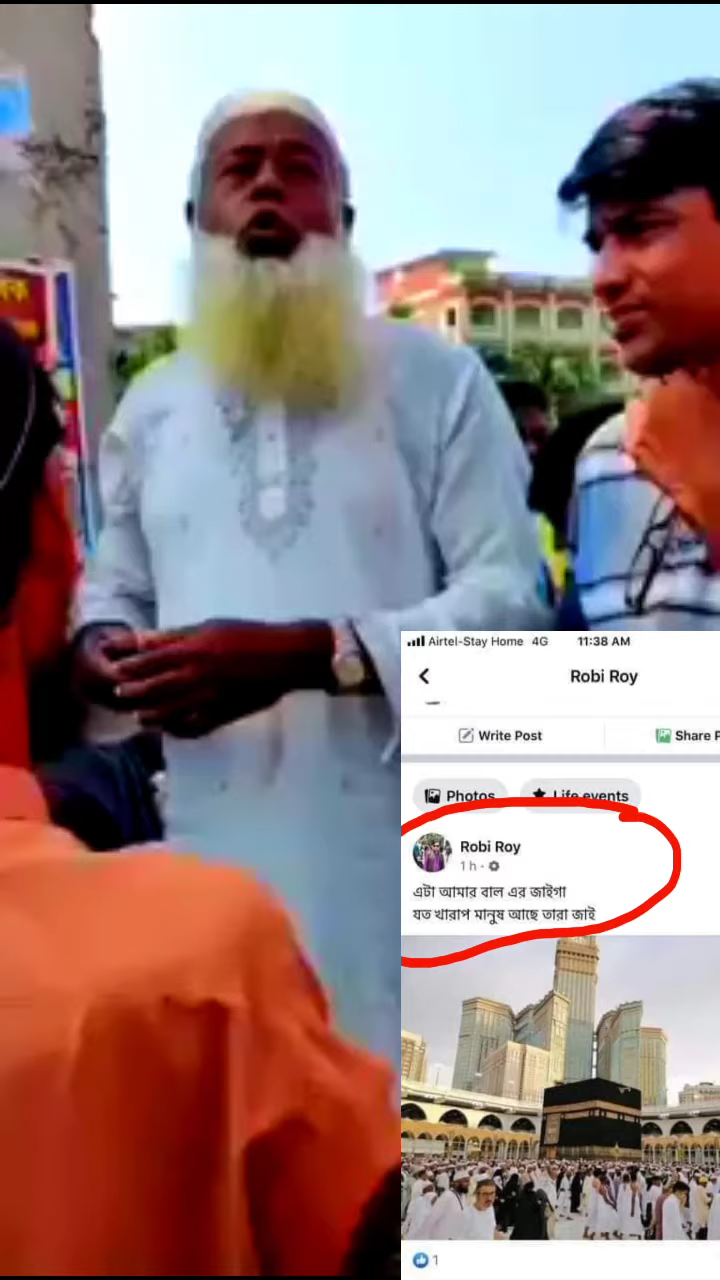 Airtel-Stay Home 4G 11:38 AM
Robi Roy
Write Post
Share P
Photos
Life events
Robi Roy
1 h
এটা আমার বাল এর জাইগা
যত খারাপ মানুষ আছে তারা জাই
1